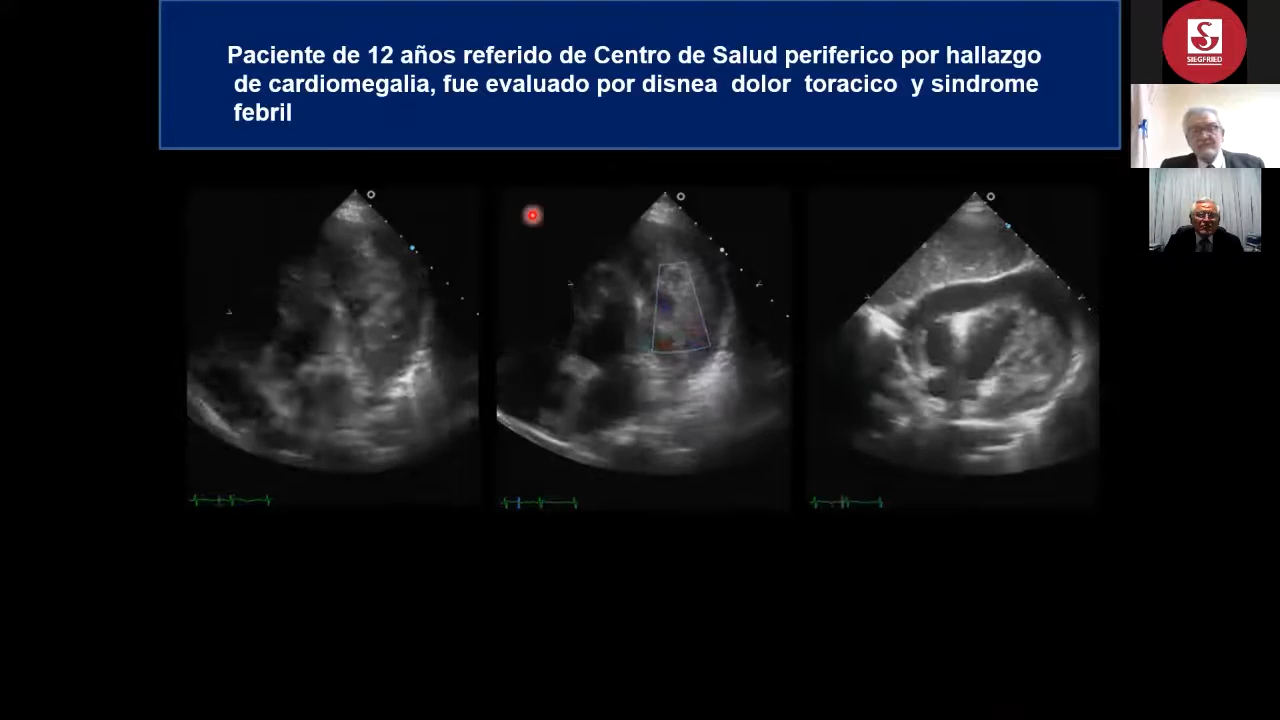 Paciente de 12 años referido de Centro de Salud periferico por hallazgo
de cardiomegalia, fue evaluado por disnea dolor toracico y sindrome
febril
SIEGFRIED